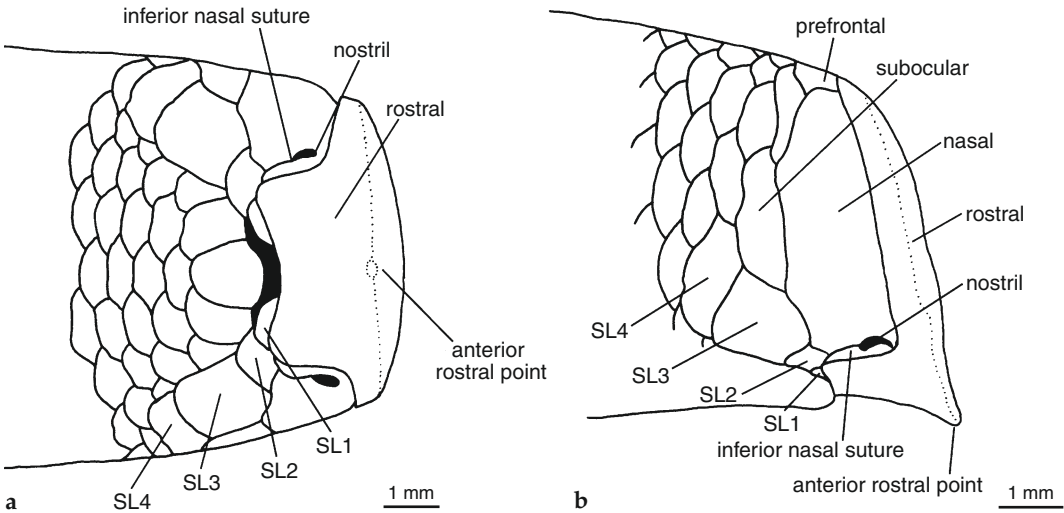 inferior nasal suture
nostril
rostral
anterior
rostral point
SL1
SL2
SL3
SL4
a
1 mm
prefrontal
subocular
nasal
rostral
nostril
SL4
SL3
SL2
SL1
inferior nasal suture
anterior rostral point
b
1 mm